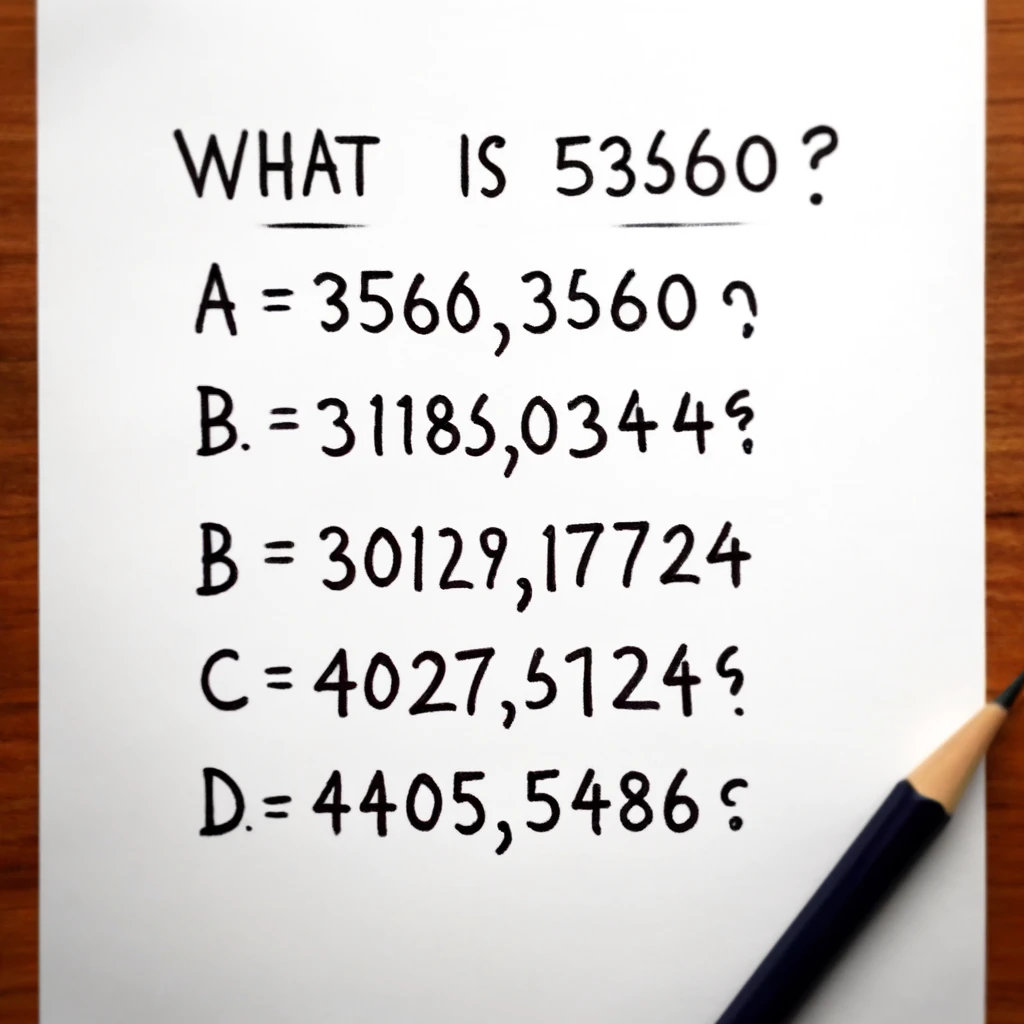 WHAT IS 53560?
A = 3566,3560?
B. = 31185,0344?
B = 30129,17724
C = 4027,5124?
D. = 4405,5486?